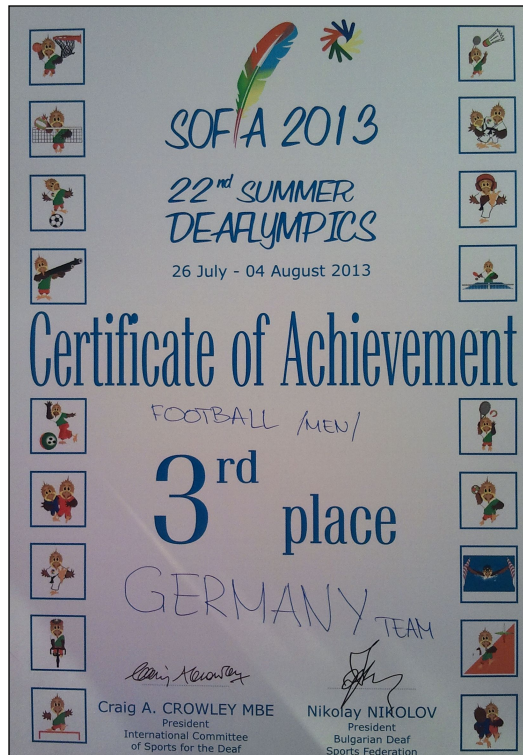 SOFIA 2013
22nd SUMMER
DEAFLYMPICS
26 July - 04 August 2013
Certificate of Achievement
FOOTBALL /MEN/
3rd place
GERMANY TEAM
Craig A. CROWLEY MBE
President
International Committee
of Sports for the Deaf
Nikolay NIKOLOV
President
Bulgarian Deaf
Sports Federation